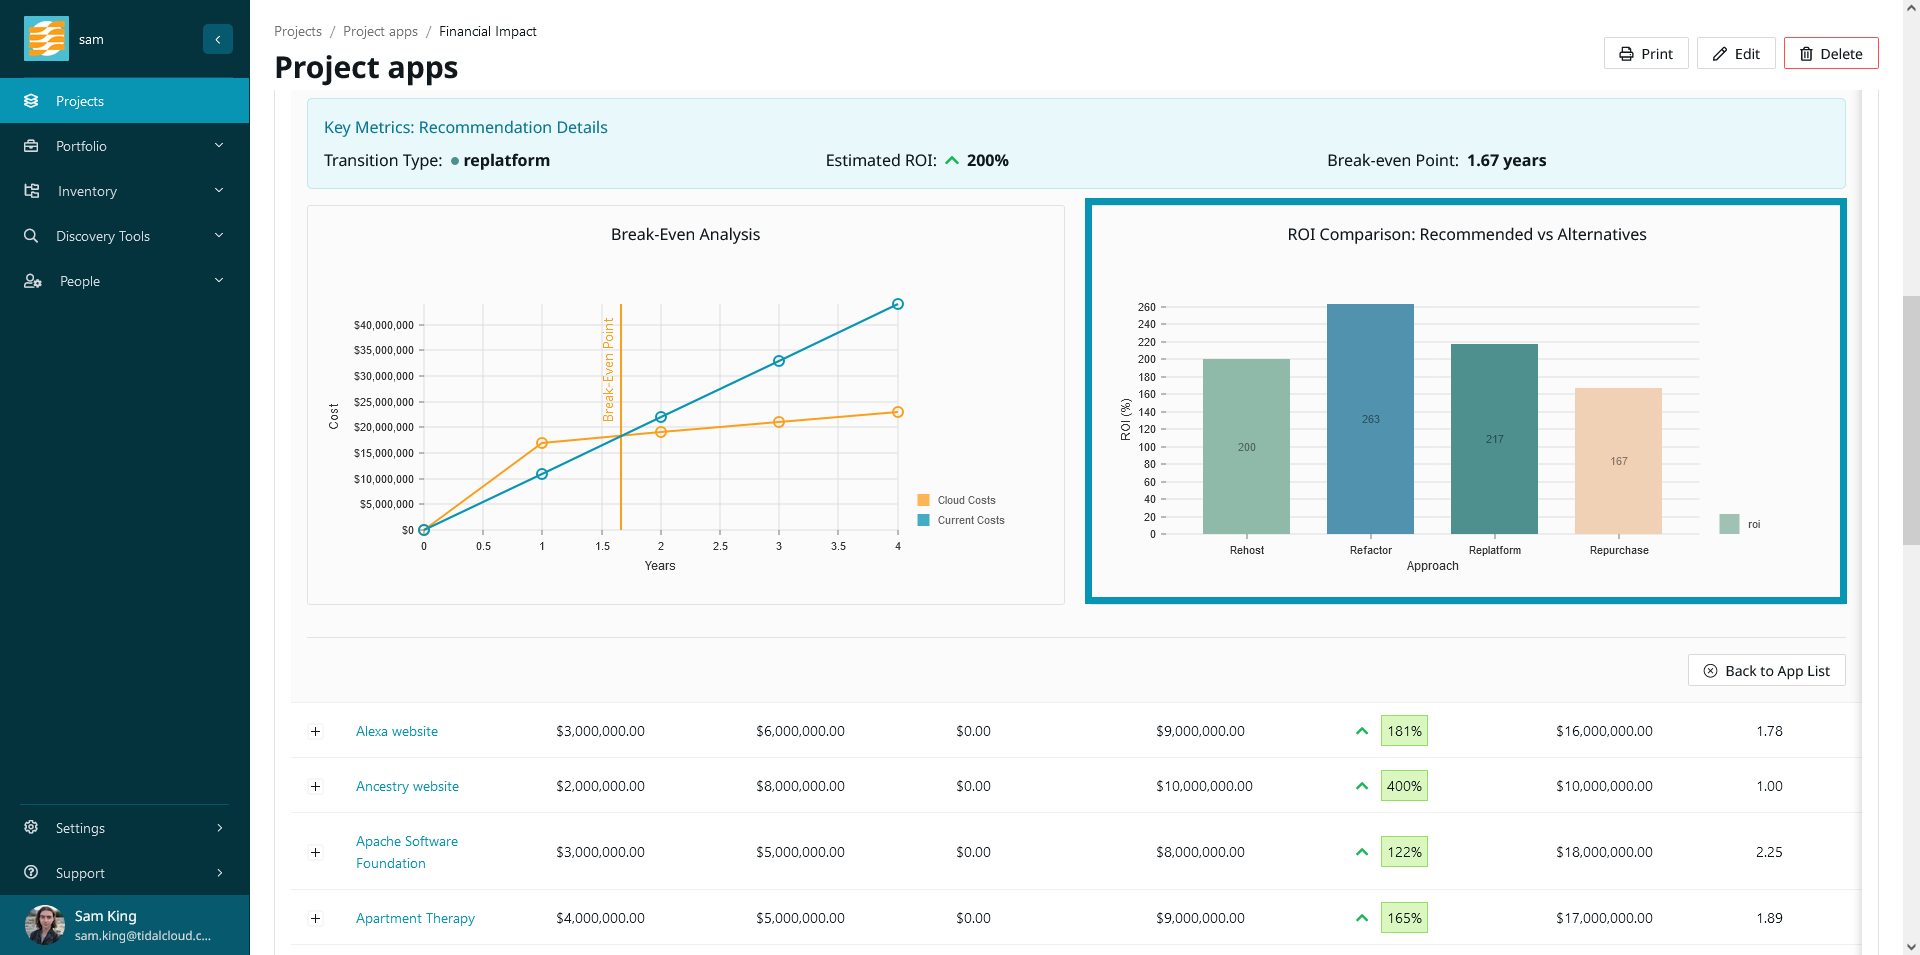 sam
Projects
Portfolio
Inventory
Discovery Tools
People
Settings
Support
Sam King
sam.king@tidalcloud.c...
Projects / Project apps / Financial Impact
Project apps
Print
Edit
Delete
Key Metrics: Recommendation Details
Transition Type: replatform
Estimated ROI: 200%
Break-even Point: 1.67 years
Break-Even Analysis
Cost
$40,000,000
$35,000,000
$30,000,000
$25,000,000
$20,000,000
$15,000,000
$10,000,000
$5,000,000
$0
Break-Even Point
0 0.5 1 1.5 2 2.5 3 3.5 4
Years
Cloud Costs
Current Costs
ROI Comparison: Recommended vs Alternatives
ROI (%)
260
240
220
200
180
160
140
120
100
80
60
40
20
0
200
263
217
167
Rehost Refactor Replatform Repurchase
Approach
roi
Back to App List
Alexa website $3,000,000.00 $6,000,000.00 $0.00 $9,000,000.00 181% $16,000,000.00 1.78
Ancestry website $2,000,000.00 $8,000,000.00 $0.00 $10,000,000.00 400% $10,000,000.00 1.00
Apache Software
Foundation $3,000,000.00 $5,000,000.00 $0.00 $8,000,000.00 122% $18,000,000.00 2.25
Apartment Therapy $4,000,000.00 $5,000,000.00 $0.00 $9,000,000.00 165% $17,000,000.00 1.89